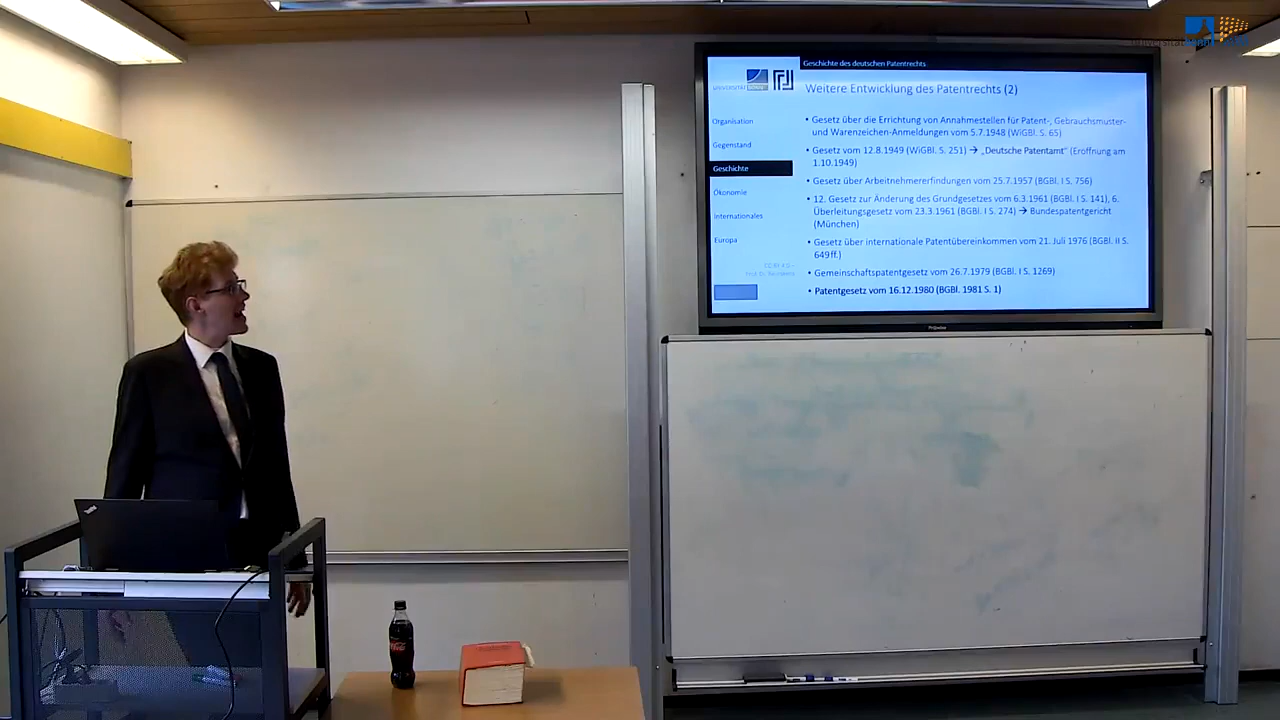 Geschichte des deutschen Patentrechts
UNIVERSITÄT BONN
Weitere Entwicklung des Patentrechts (2)
Organisation
Gegenstand
Geschichte
Ökonomie
Internationales
Europa
• Gesetz über die Errichtung von Annahmestellen für Patent-, Gebrauchsmuster-
und Warenzeichen-Anmeldungen vom 5.7.1948 (WiGBl. S. 65)
• Gesetz vom 12.8.1949 (WiGBl. S. 251) → „Deutsche Patentamt“ (Eröffnung am
1.10.1949)
• Gesetz über Arbeitnehmererfindungen vom 25.7.1957 (BGBl. I S. 756)
• 12. Gesetz zur Änderung des Grundgesetzes vom 6.3.1961 (BGBl. I S. 141), 6.
Überleitungsgesetz vom 23.3.1961 (BGBl. I S. 274) → Bundespatentgericht
(München)
• Gesetz über internationale Patentübereinkommen vom 21. Juli 1976 (BGBl. II S.
649ff.)
• Gemeinschaftspatentgesetz vom 26.7.1979 (BGBl. I S. 1269)
• Patentgesetz vom 16.12.1980 (BGBl. 1981 S. 1)
universität